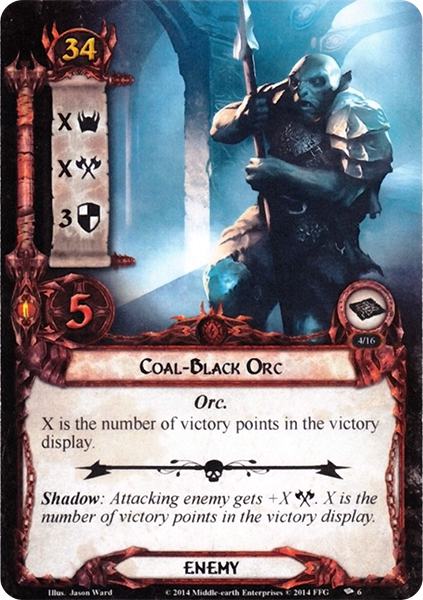 34
X
X
3
5
4/16
Coal-Black Orc
Orc.
X is the number of victory points in the victory
display.
Shadow: Attacking enemy gets +X . X is the
number of victory points in the victory display.
ENEMY
Illus. Jason Ward © 2014 Middle-earth Enterprises © 2014 FFG 6